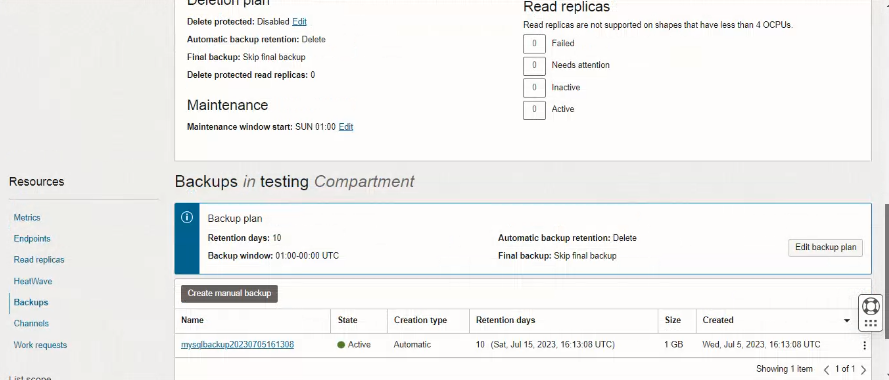 Deletion plan
Delete protected: Disabled Edit
Automatic backup retention: Delete
Final backup: Skip final backup
Delete protected read replicas: 0
Maintenance
Maintenance window start: SUN 01:00 Edit
Read replicas
Read replicas are not supported on shapes that have less than 4 OCPUs.
0 Failed
0 Needs attention
0 Inactive
0 Active
Resources
Metrics
Endpoints
Read replicas
HeatWave
Backups
Channels
Work requests
List scope
Backups in testing Compartment
Backup plan
Retention days: 10
Backup window: 01:00-00:00 UTC
Automatic backup retention: Delete
Final backup: Skip final backup
Edit backup plan
Create manual backup
Name State Creation type Retention days Size Created
mysqlbackup20230705161308 Active Automatic 10 (Sat, Jul 15, 2023, 16:13:08 UTC) 1 GB Wed, Jul 5, 2023, 16:13:08 UTC
Showing 1 item 1 of 1